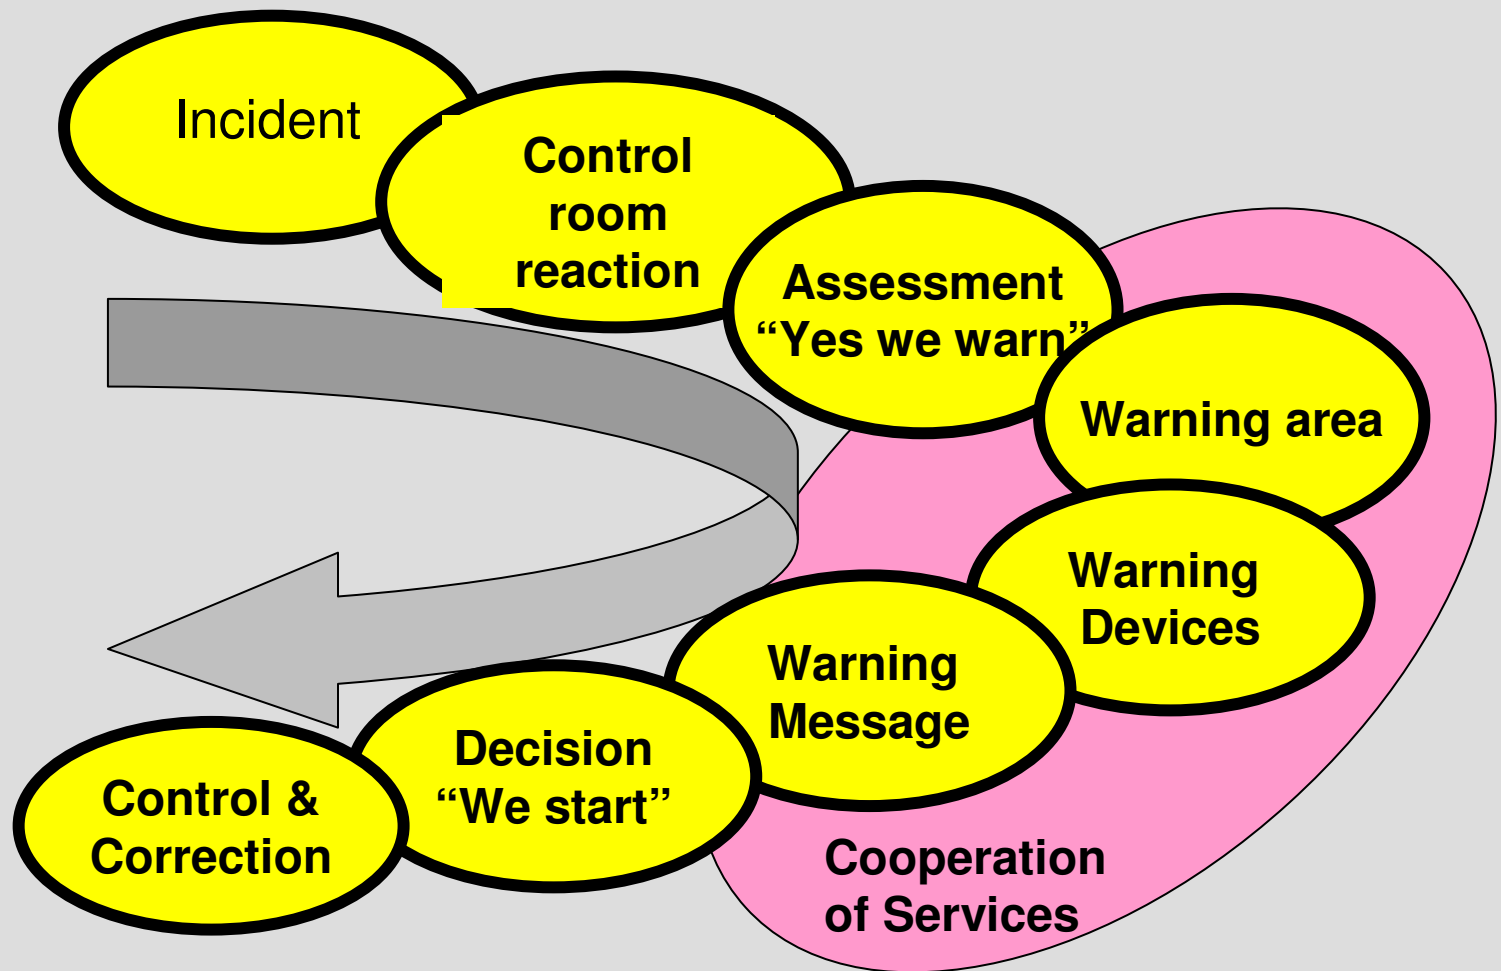 Incident
Control
room
reaction
Assessment
“Yes we warn”
Warning area
Warning
Devices
Warning
Message
Decision
“We start”
Control &
Correction
Cooperation
of Services